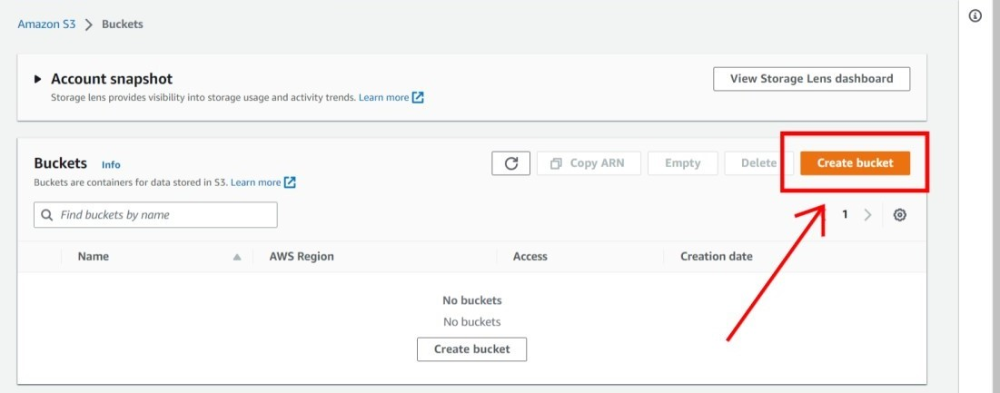 Amazon S3 > Buckets
Account snapshot
View Storage Lens dashboard
Storage lens provides visibility into storage usage and activity trends. Learn more
Buckets Info
Copy ARN Empty Delete Create bucket
Buckets are containers for data stored in S3. Learn more
Find buckets by name
1
Name AWS Region Access Creation date
No buckets
No buckets
Create bucket